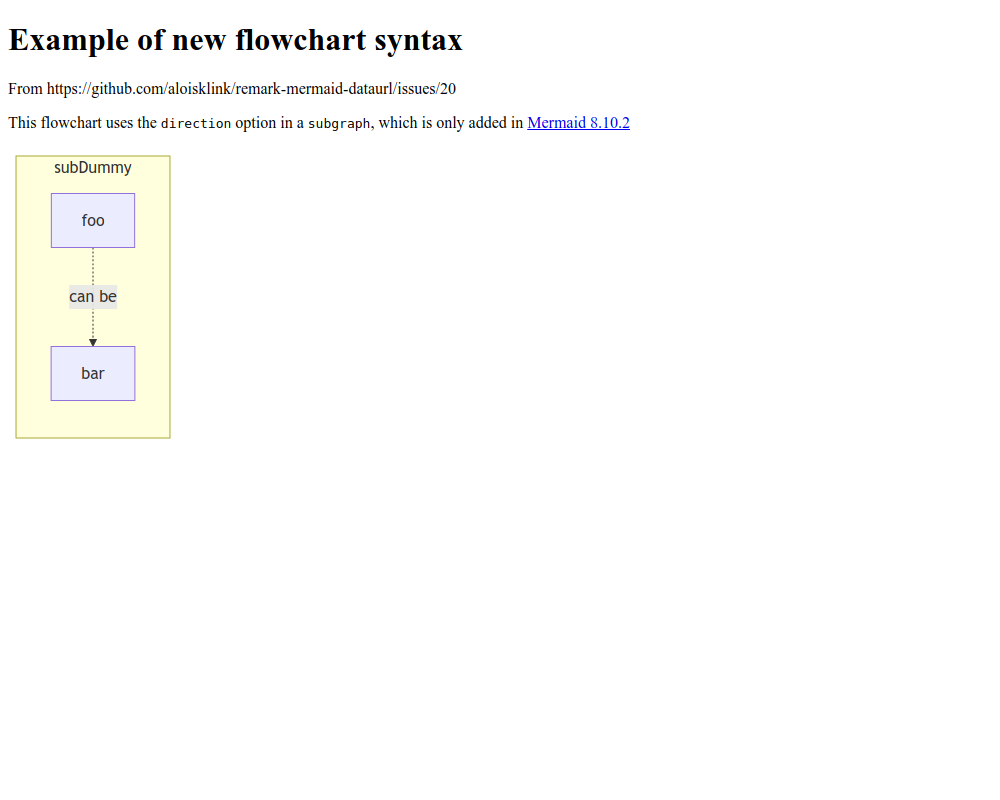 Example of new flowchart syntax
From https://github.com/aloisklink/remark-mermaid-dataurl/issues/20
This flowchart uses the direction option in a subgraph, which is only added in Mermaid 8.10.2
subDummy
foo
can be
bar